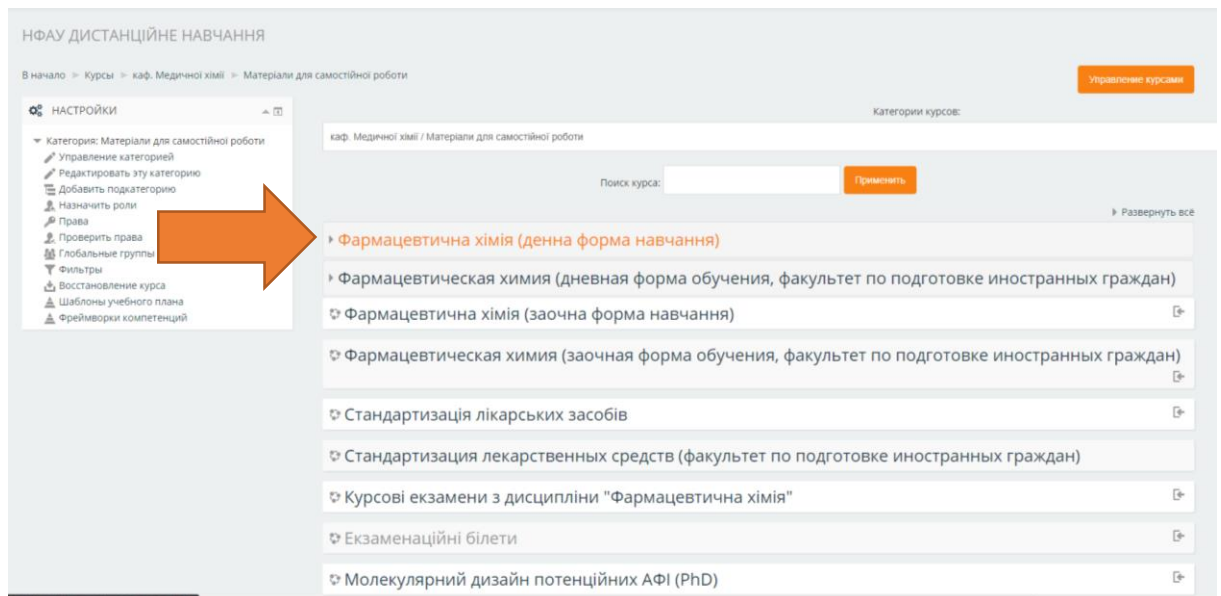 НФАУ ДИСТАНЦІЙНЕ НАВЧАННЯ
В начало ► Курсы ► каф. Медичної хімії ► Матеріали для самостійної роботи
Управление курсами
НАСТРОЙКИ
Категория: Матеріали для самостійної роботи
Управление категорией
Редактировать эту категорию
Добавить подкатегорию
Назначить роли
Права
Проверить права
Глобальные группы
Фильтры
Восстановление курса
Шаблоны учебного плана
Фреймворки компетенций
Категории курсов:
каф. Медичної хімії / Матеріали для самостійної роботи
Поиск курса:
Применить
Развернуть всё
Фармацевтична хімія (денна форма навчання)
Фармацевтическая химия (дневная форма обучения, факультет по подготовке иностранных граждан)
Фармацевтична хімія (заочна форма навчання)
Фармацевтическая химия (заочная форма обучения, факультет по подготовке иностранных граждан)
Стандартизація лікарських засобів
Стандартизация лекарственных средств (факультет по подготовке иностранных граждан)
Курсові екзамени з дисципліни "Фармацевтична хімія"
Екзаменаційні білети
Молекулярний дизайн потенційних АФІ (PhD)